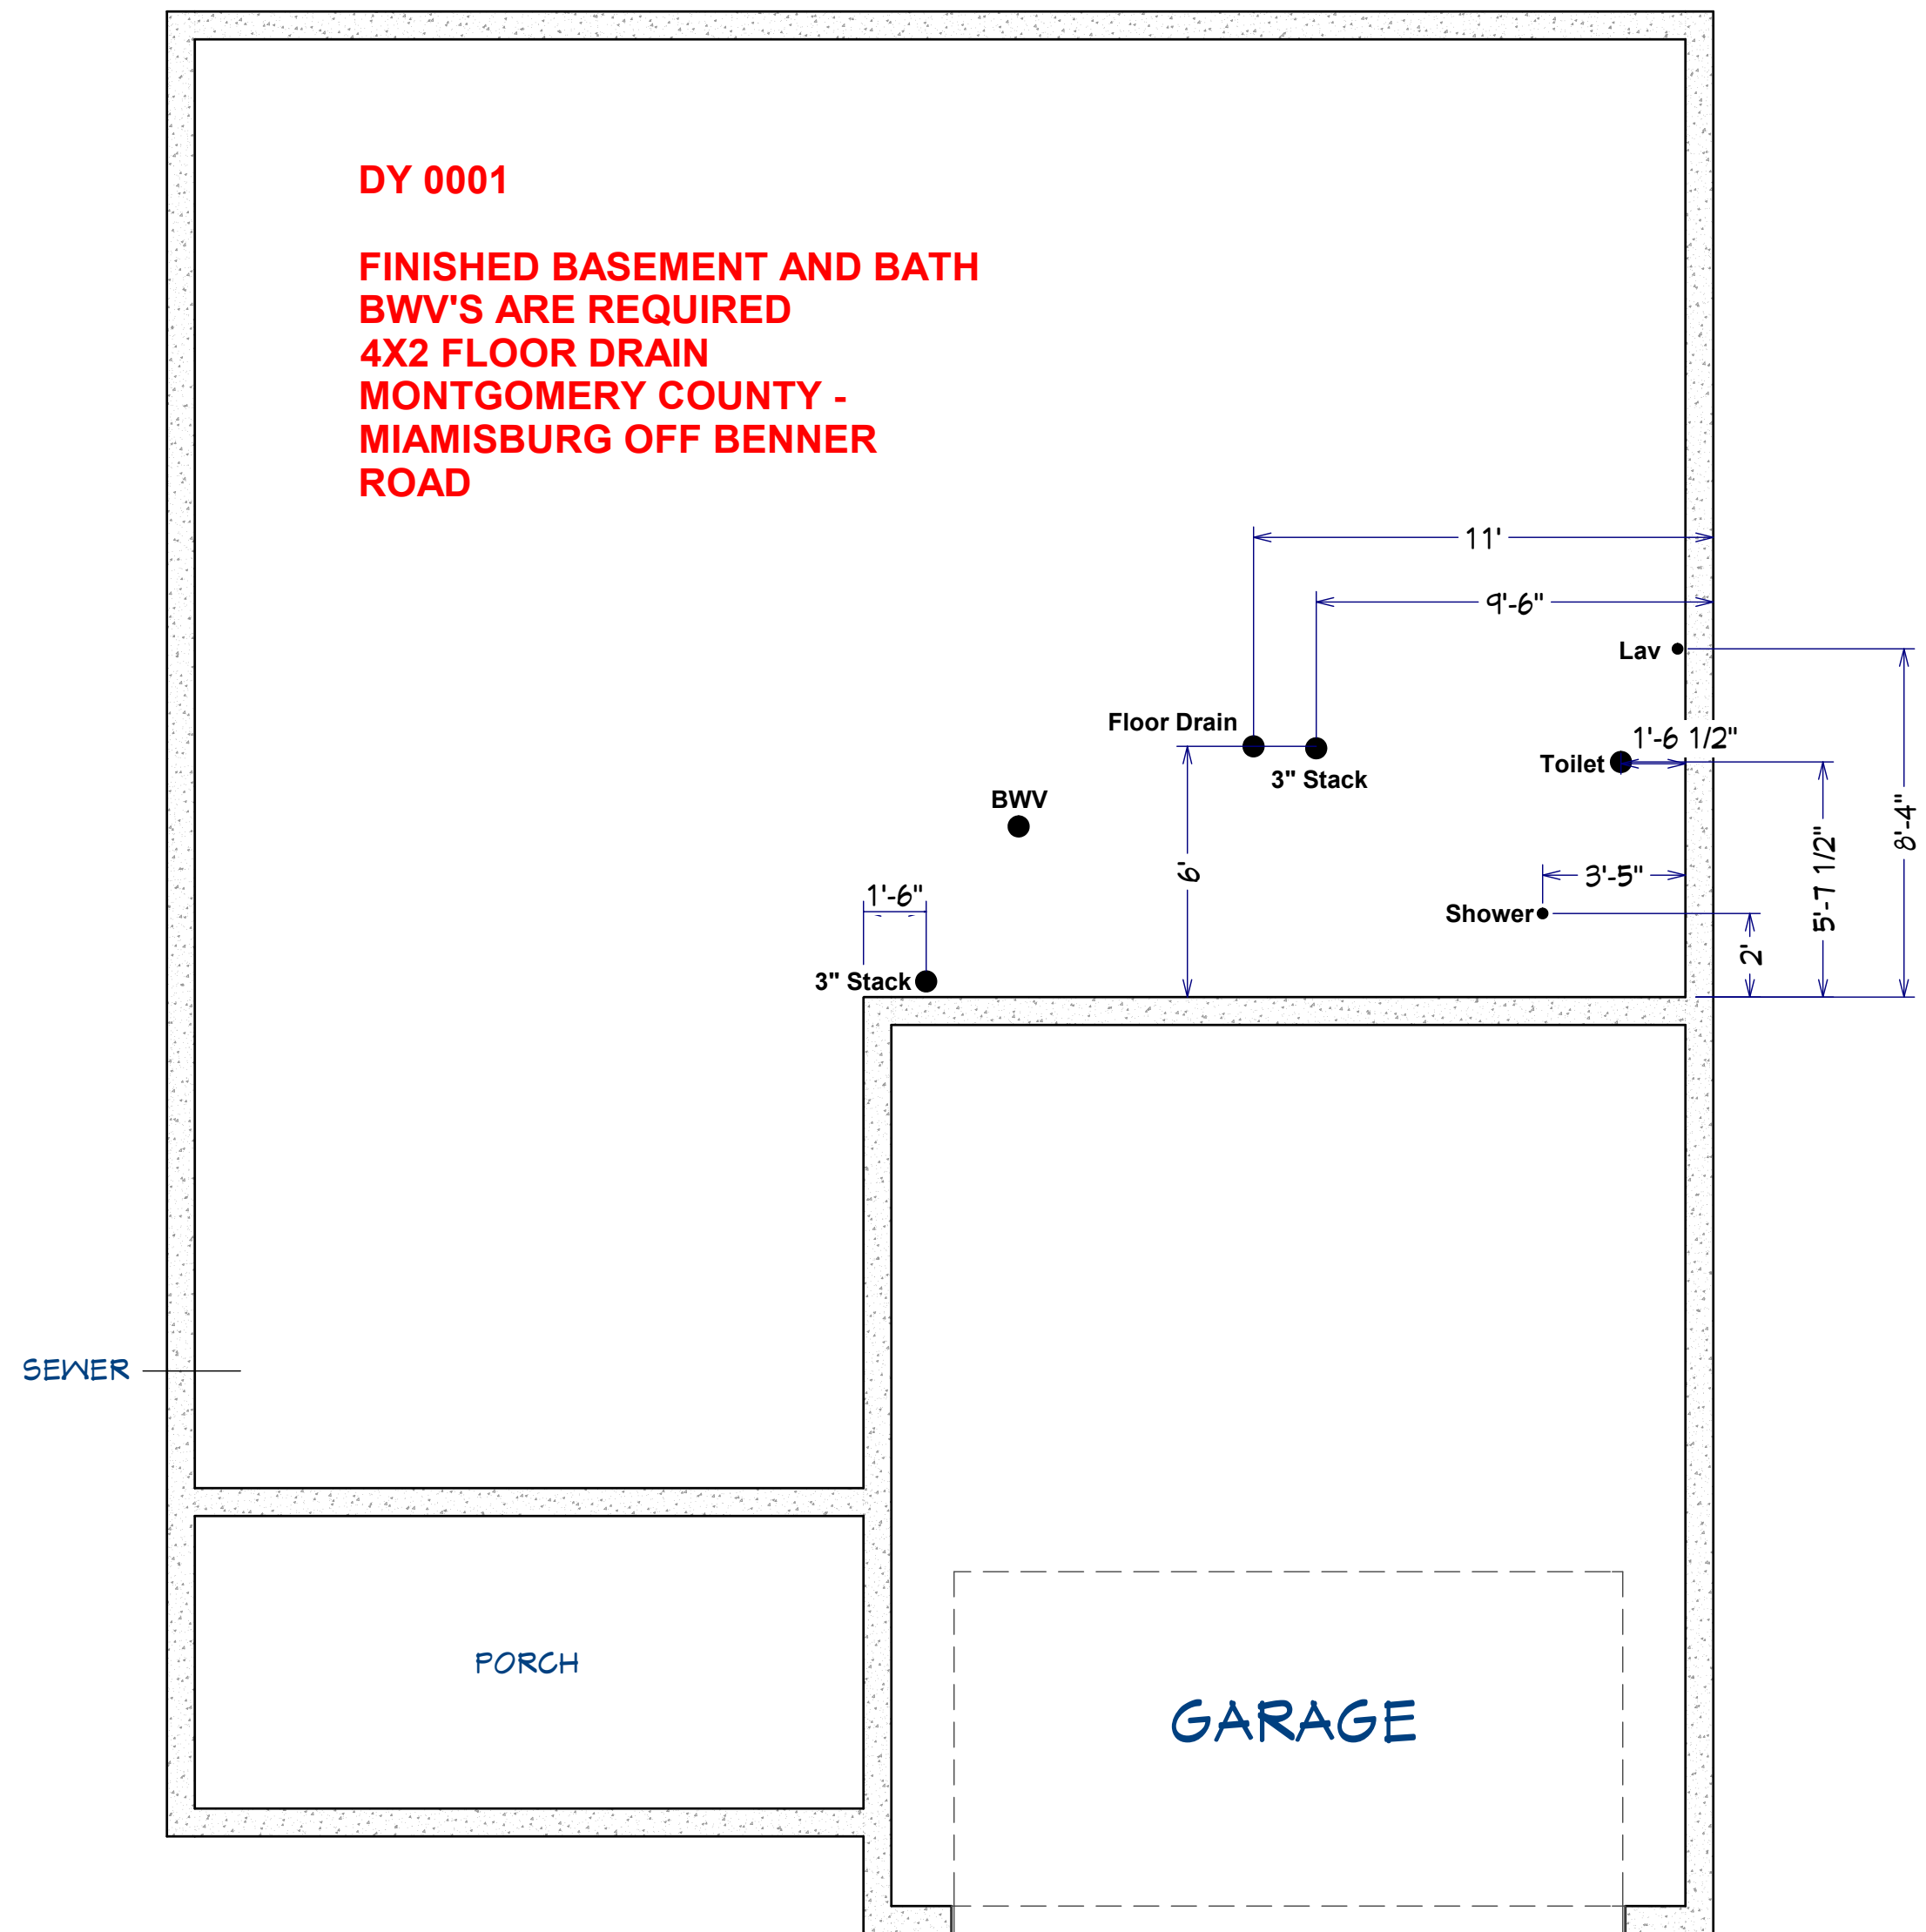 DY 0001
FINISHED BASEMENT AND BATH
BWV'S ARE REQUIRED
4X2 FLOOR DRAIN
MONTGOMERY COUNTY -
MIAMISBURG OFF BENNER
ROAD
11'
9'-6"
Lav
Floor Drain
1'-6 1/2"
Toilet
3" Stack
BWV
8'-4"
6'
3'-5"
5'-7 1/2"
1'-6"
Shower
2'
3" Stack
SEWER
PORCH
GARAGE